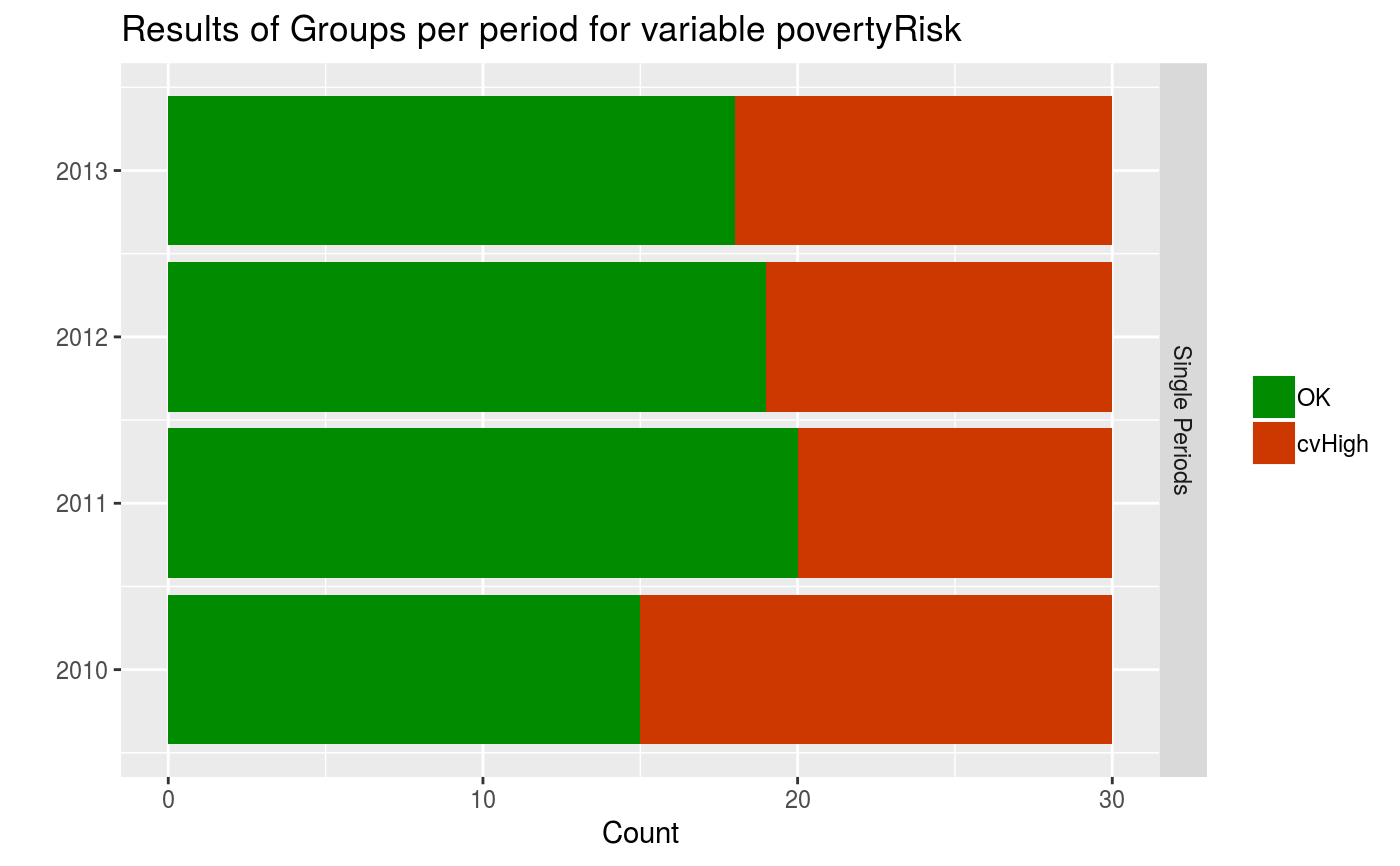 Results of Groups per period for variable povertyRisk
2013
2012
2011
2010
0 10 20 30
Count
Single Periods
OK
cvHigh